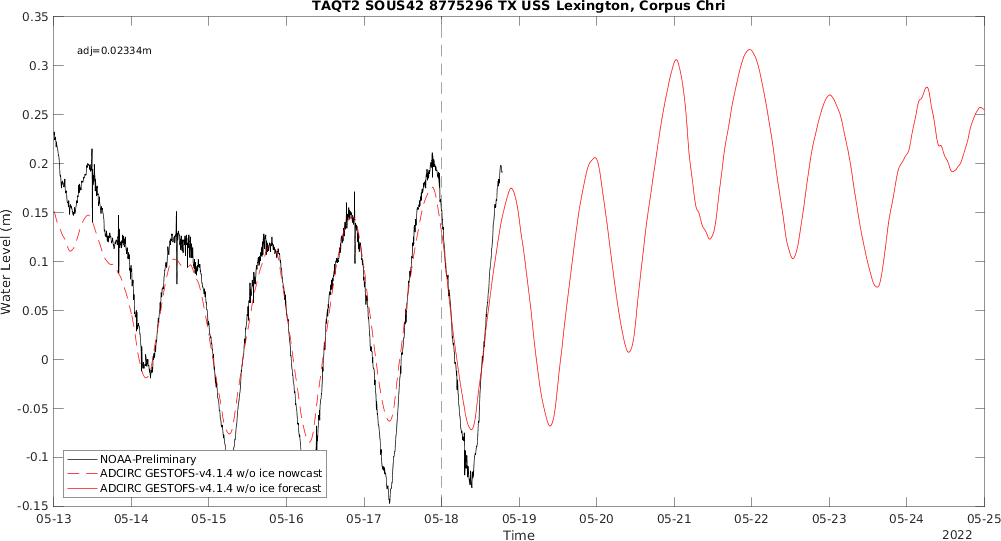 TAQT2 SOUS42 8775296 TX USS Lexington, Corpus Chri
adj=0.02334m
0.35
0.3
0.25
0.2
0.15
0.1
0.05
0
-0.05
-0.1
-0.15
Water Level (m)
NOAA-Preliminary
ADCIRC GESTOFS-v4.1.4 w/o ice nowcast
ADCIRC GESTOFS-v4.1.4 w/o ice forecast
05-13 05-14 05-15 05-16 05-17 05-18 05-19 05-20 05-21 05-22 05-23 05-24 05-25
Time
2022